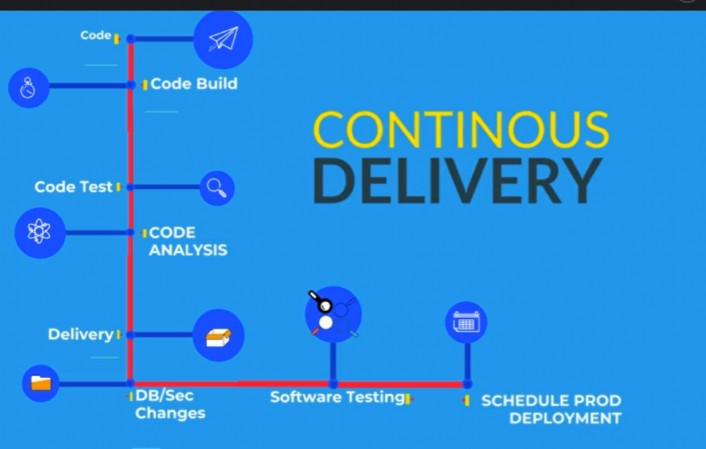 Code
Code Build
CONTINOUS
DELIVERY
Code Test
CODE
ANALYSIS
Delivery
DB/Sec
Changes
Software Testing
SCHEDULE PROD
DEPLOYMENT